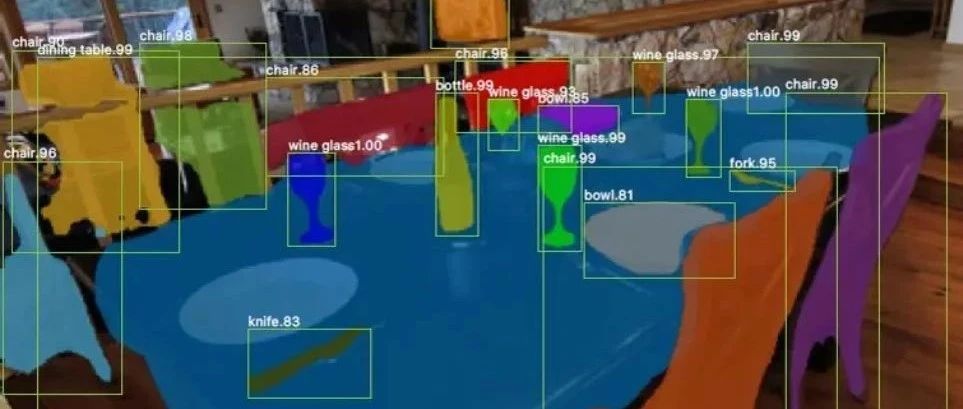 chair.90
dining table.99
chair.98
chair.96
wine glass.97
chair.99
chair.86
bottle.99
wine glass.93
bowl.85
wine glass1.00
chair.99
wine glass1.00
wine glass.99
chair.96
chair.99
fork.95
bowl.81
knife.83